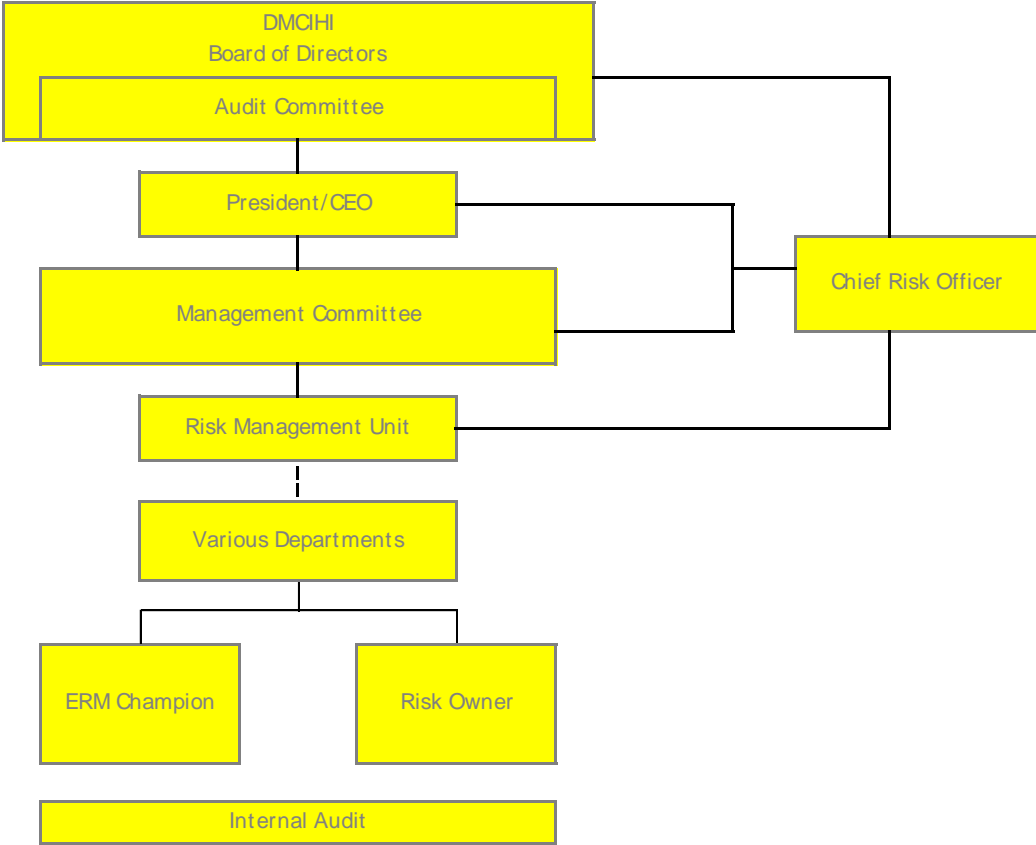 DMCIHI
Board of Directors
Audit Committee
President/CEO
Chief Risk Officer
Management Committee
Risk Management Unit
Various Departments
ERM Champion
Risk Owner
Internal Audit